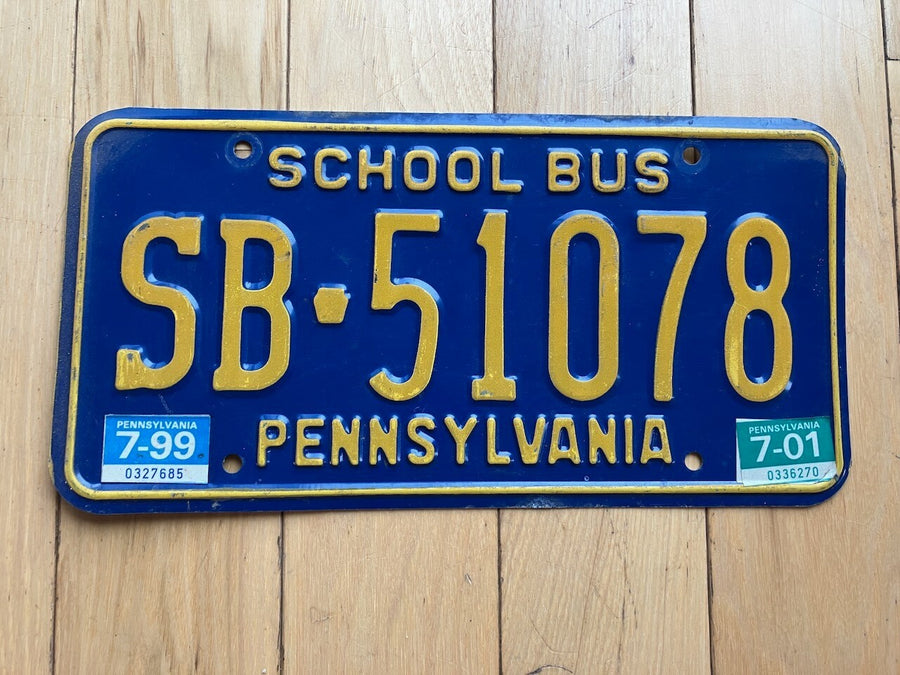 SCHOOL BUS
SB-51078
PENNSYLVANIA
PENNSYLVANIA
7-99
0327685
PENNSYLVANIA
7-01
0336270